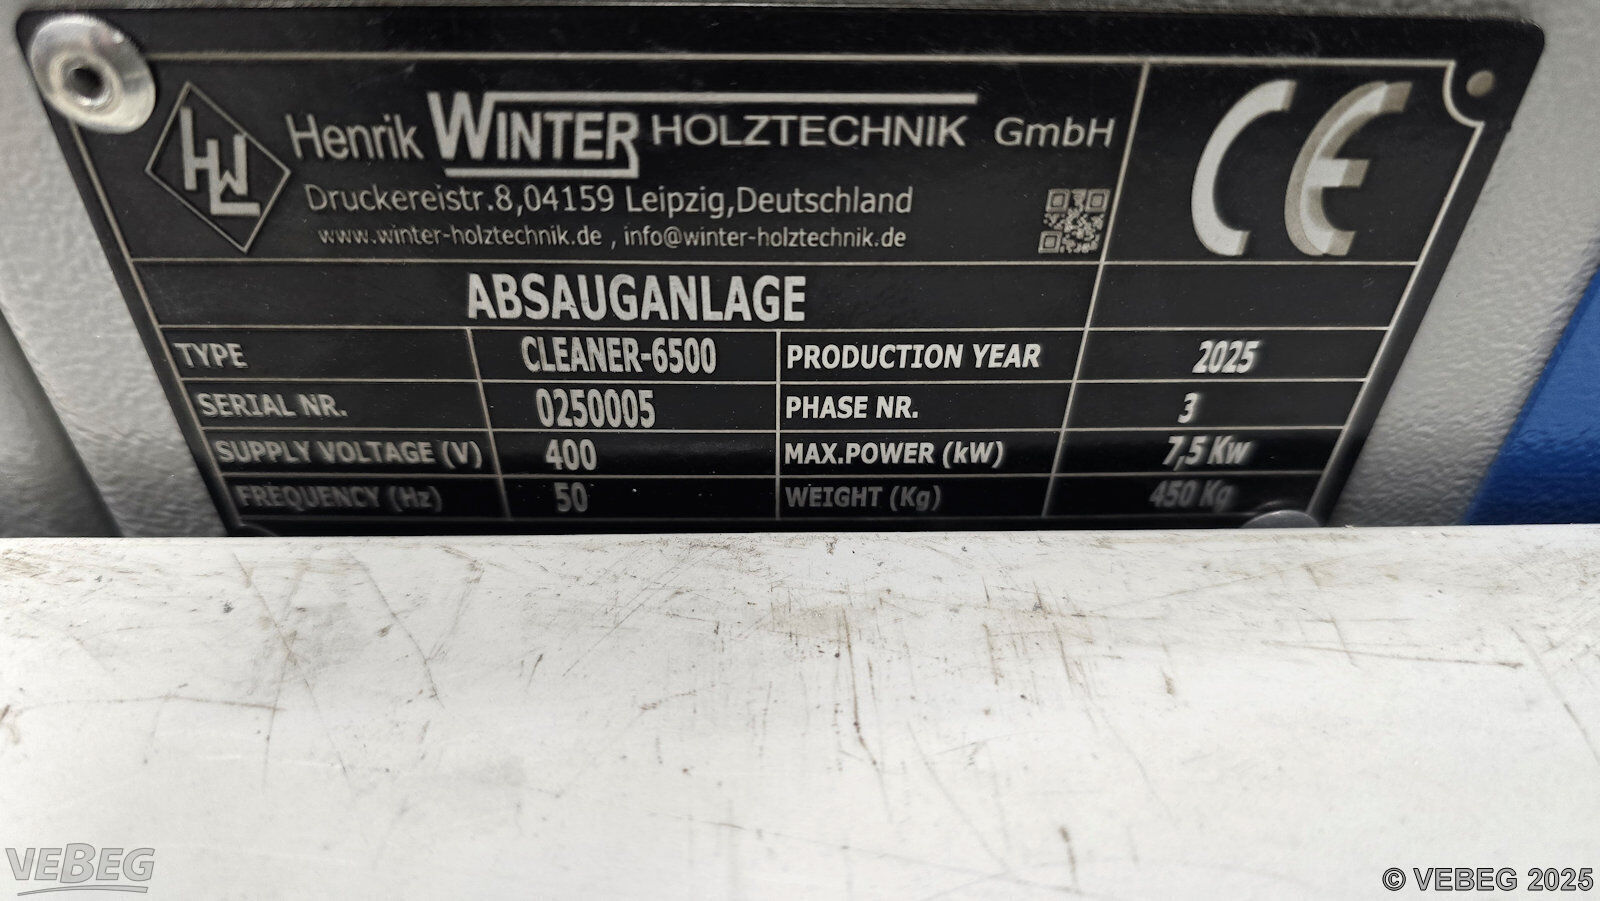 HWL Henrik WINTER HOLZTECHNIK GmbH CE
Druckereistr.8,04159 Leipzig,Deutschland
www.winter-holztechnik.de , info@winter-holztechnik.de
ABSAUGANLAGE
TYPE CLEANER-6500 PRODUCTION YEAR 2025
SERIAL NR. 0250005 PHASE NR. 3
SUPPLY VOLTAGE (V) 400 MAX.POWER (kW) 7,5 Kw
FREQUENCY (Hz) 50 WEIGHT (Kg) 450 Kg
VEBEG
© VEBEG 2025